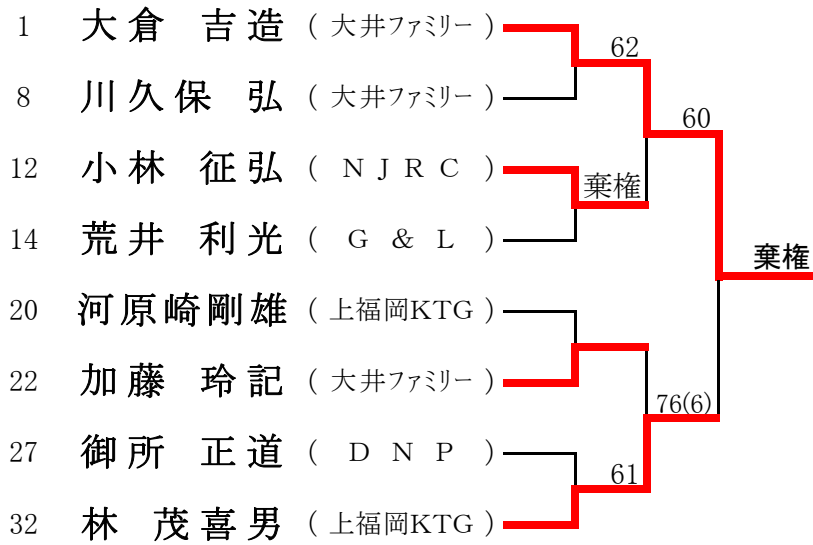 1 大倉 吉造 ( 大井ファミリー )
62
8 川久保 弘 ( 大井ファミリー )
60
12 小林 征弘 ( N J R C )
棄権
14 荒井 利光 ( G & L )
棄権
20 河原崎剛雄 ( 上福岡KTG )
22 加藤 玲記 ( 大井ファミリー )
76(6)
27 御所 正道 ( D N P )
61
32 林 茂喜男 ( 上福岡KTG )